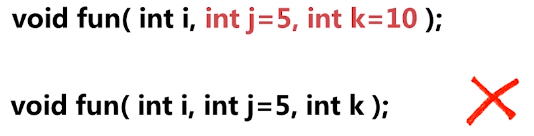 void fun( int i, int j=5, int k=10 );
void fun( int i, int j=5, int k );